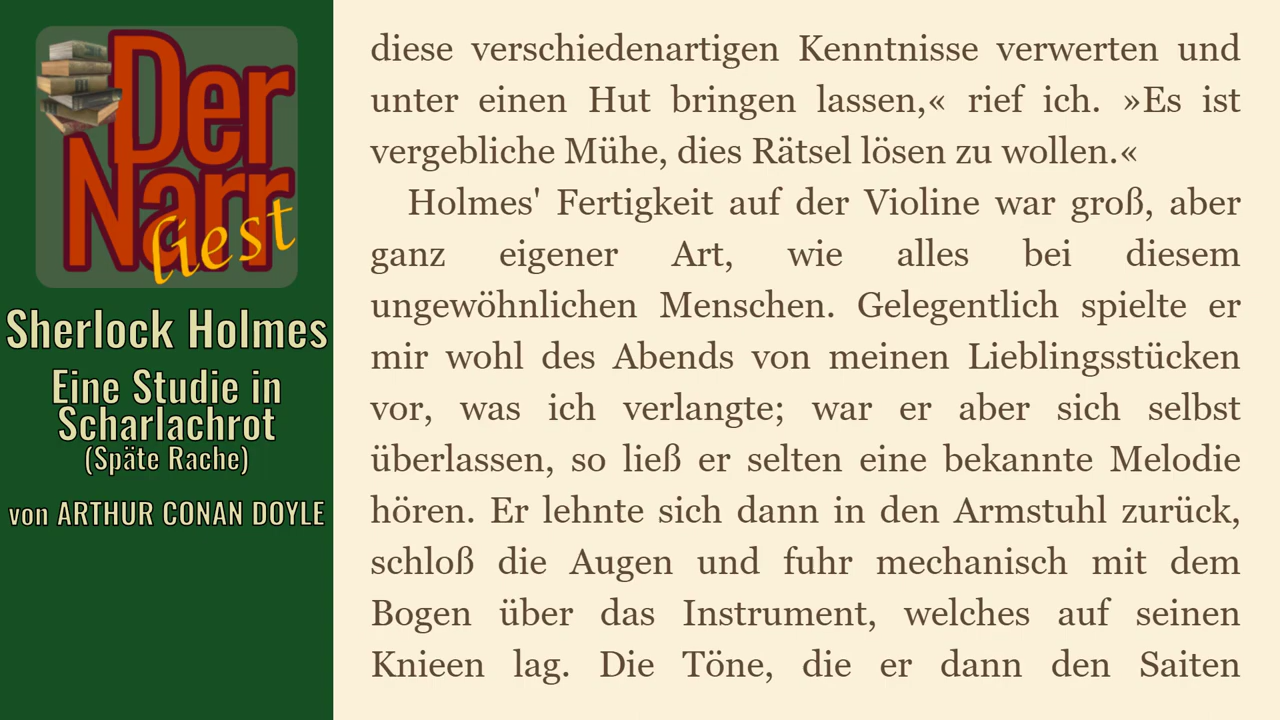 Der
Narr
liest
Sherlock Holmes
Eine Studie in
Scharlachrot
(Späte Rache)
von ARTHUR CONAN DOYLE
diese verschiedenartigen Kenntnisse verwerten und
unter einen Hut bringen lassen,« rief ich. »Es ist
vergebliche Mühe, dies Rätsel lösen zu wollen.«
Holmes' Fertigkeit auf der Violine war groß, aber
ganz eigener Art, wie alles bei diesem
ungewöhnlichen Menschen. Gelegentlich spielte er
mir wohl des Abends von meinen Lieblingsstücken
vor, was ich verlangte; war er aber sich selbst
überlassen, so ließ er selten eine bekannte Melodie
hören. Er lehnte sich dann in den Armstuhl zurück,
schloß die Augen und fuhr mechanisch mit dem
Bogen über das Instrument, welches auf seinen
Knieen lag. Die Töne, die er dann den Saiten